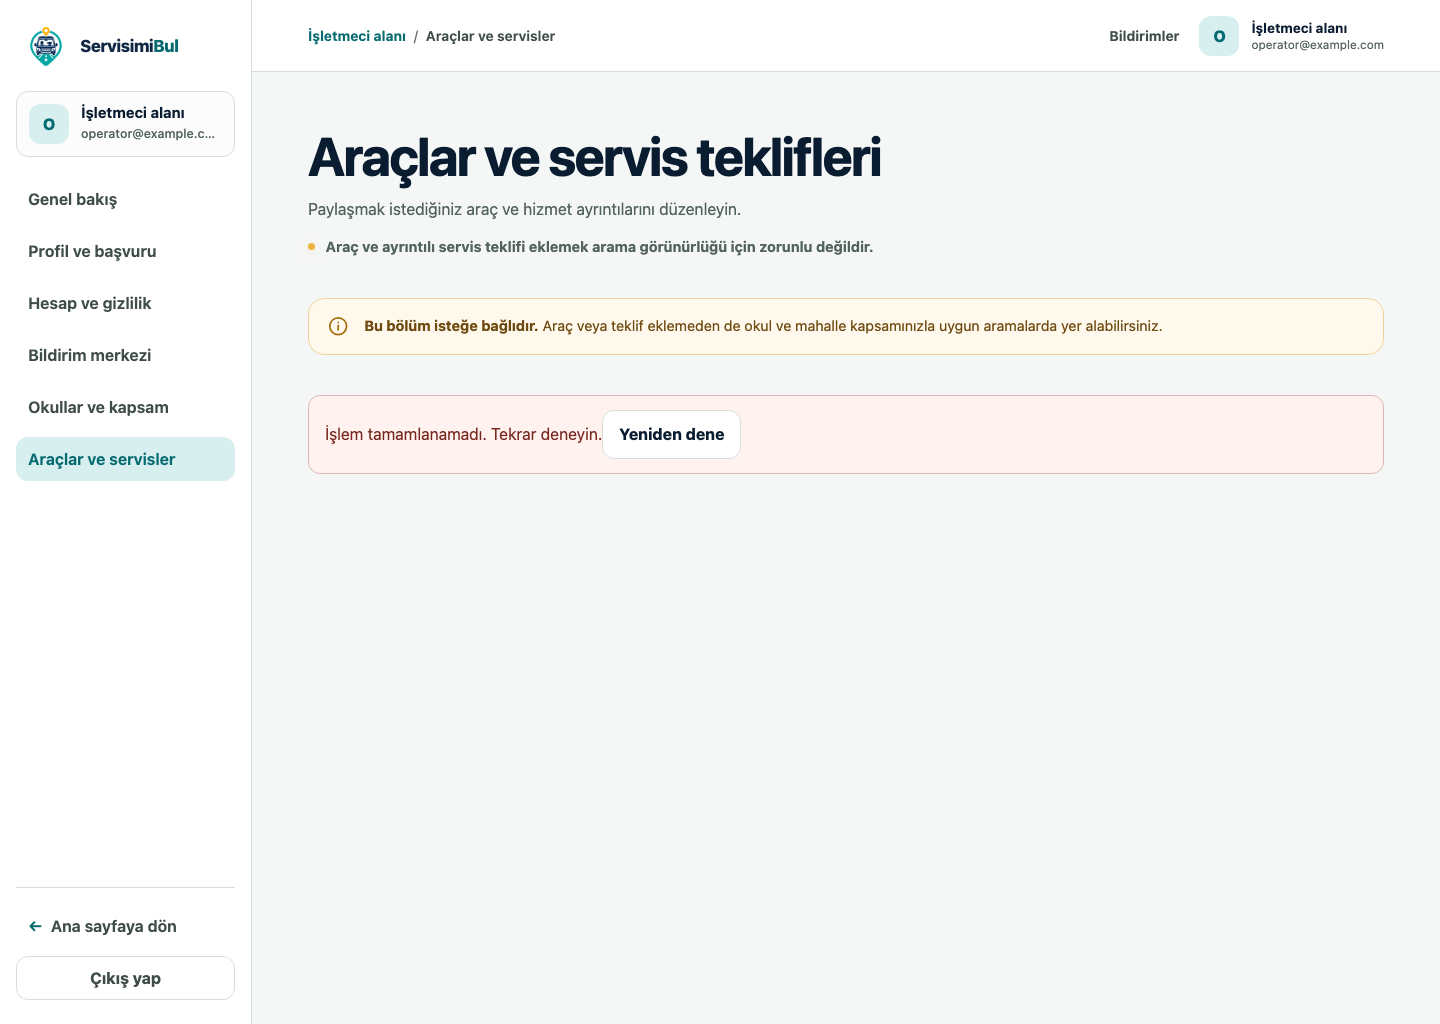 ServisimiBul
İşletmeci alanı
operator@example.c...
Genel bakış
Profil ve başvuru
Hesap ve gizlilik
Bildirim merkezi
Okullar ve kapsam
Araçlar ve servisler
Ana sayfaya dön
Çıkış yap
İşletmeci alanı / Araçlar ve servisler
Bildirimler
O
İşletmeci alanı
operator@example.com
Araçlar ve servis teklifleri
Paylaşmak istediğiniz araç ve hizmet ayrıntılarını düzenleyin.
Araç ve ayrıntılı servis teklifi eklemek arama görünürlüğü için zorunlu değildir.
Bu bölüm isteğe bağlıdır. Araç veya teklif eklemeden de okul ve mahalle kapsamınızla uygun aramalarda yer alabilirsiniz.
İşlem tamamlanamadı. Tekrar deneyin.
Yeniden dene